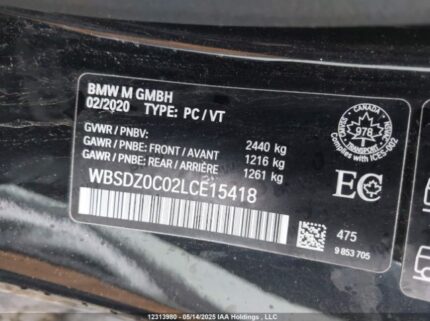 BMW M GMBH
02/2020 TYPE: PC / VT
GVWR / PNBV: 2440 kg
GAWR / PNBE: FRONT / AVANT 1216 kg
GAWR / PNBE: REAR / ARRIÈRE 1261 kg
WBSDZ0C02LCE15418
CANADA
978
TRANSPORT
Complies with ICES-002
EC
475
9 853 705
12313980 - 05/14/2025 IAA Holdings , LLC